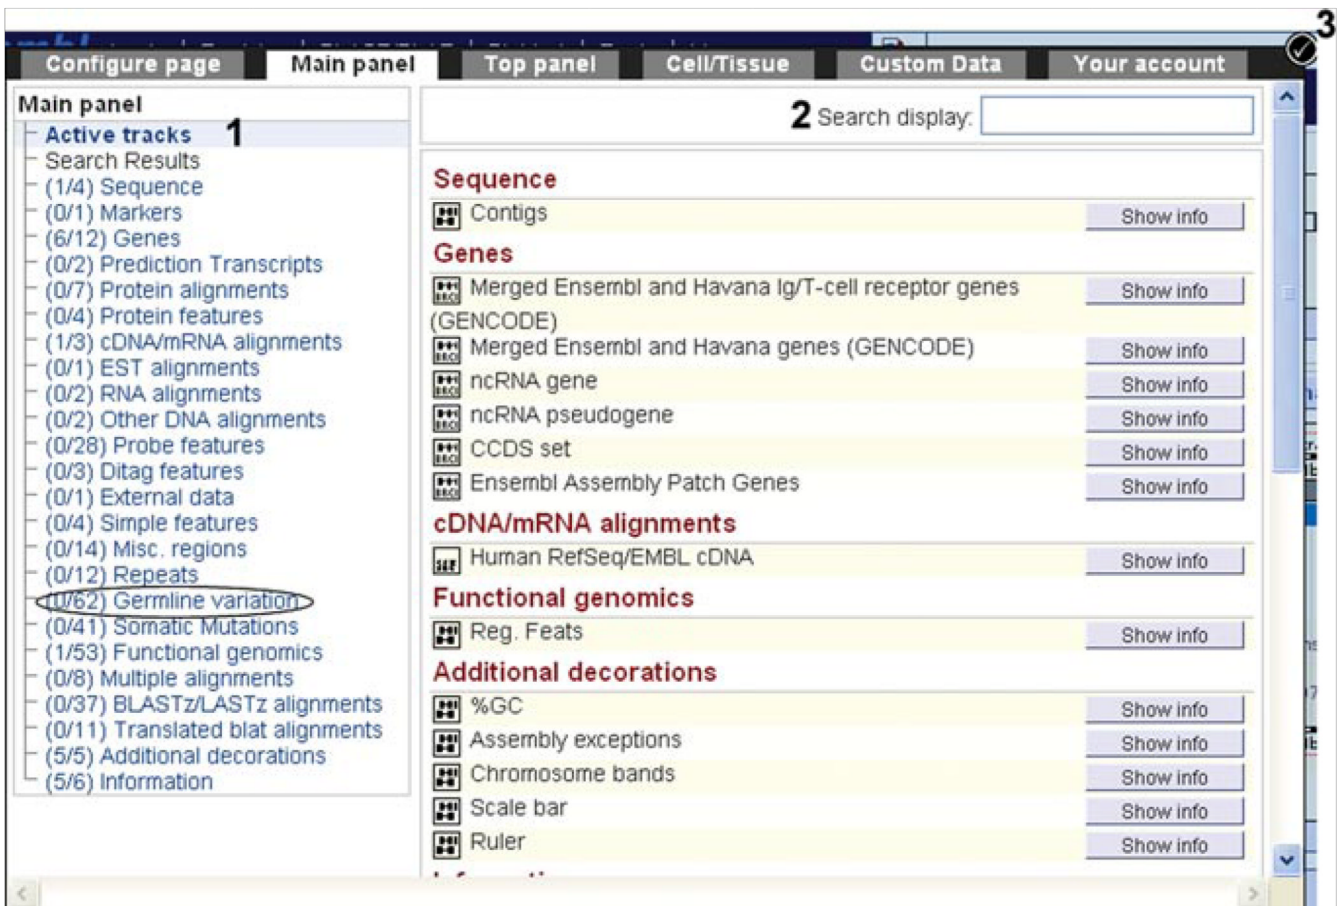 3
Configure page
Main panel
Top panel
Cell/Tissue
Custom Data
Your account
Main panel
Active tracks 1
Search Results
(1/4) Sequence
(0/1) Markers
(6/12) Genes
(0/2) Prediction Transcripts
(0/7) Protein alignments
(0/4) Protein features
(1/3) cDNA/mRNA alignments
(0/1) EST alignments
(0/2) RNA alignments
(0/2) Other DNA alignments
(0/28) Probe features
(0/3) Ditag features
(0/1) External data
(0/4) Simple features
(0/14) Misc. regions
(0/12) Repeats
(0/62) Germline variation
(0/41) Somatic Mutations
(1/53) Functional genomics
(0/8) Multiple alignments
(0/37) BLASTz/LASTz alignments
(0/11) Translated blat alignments
(5/5) Additional decorations
(5/6) Information
2 Search display:
Sequence
Contigs Show info
Genes
Merged Ensembl and Havana Ig/T-cell receptor genes Show info
(GENCODE)
Merged Ensembl and Havana genes (GENCODE) Show info
ncRNA gene Show info
ncRNA pseudogene Show info
CCDS set Show info
Ensembl Assembly Patch Genes Show info
cDNA/mRNA alignments
Human RefSeq/EMBL cDNA Show info
Functional genomics
Reg. Feats Show info
Additional decorations
%GC Show info
Assembly exceptions Show info
Chromosome bands Show info
Scale bar Show info
Ruler Show info